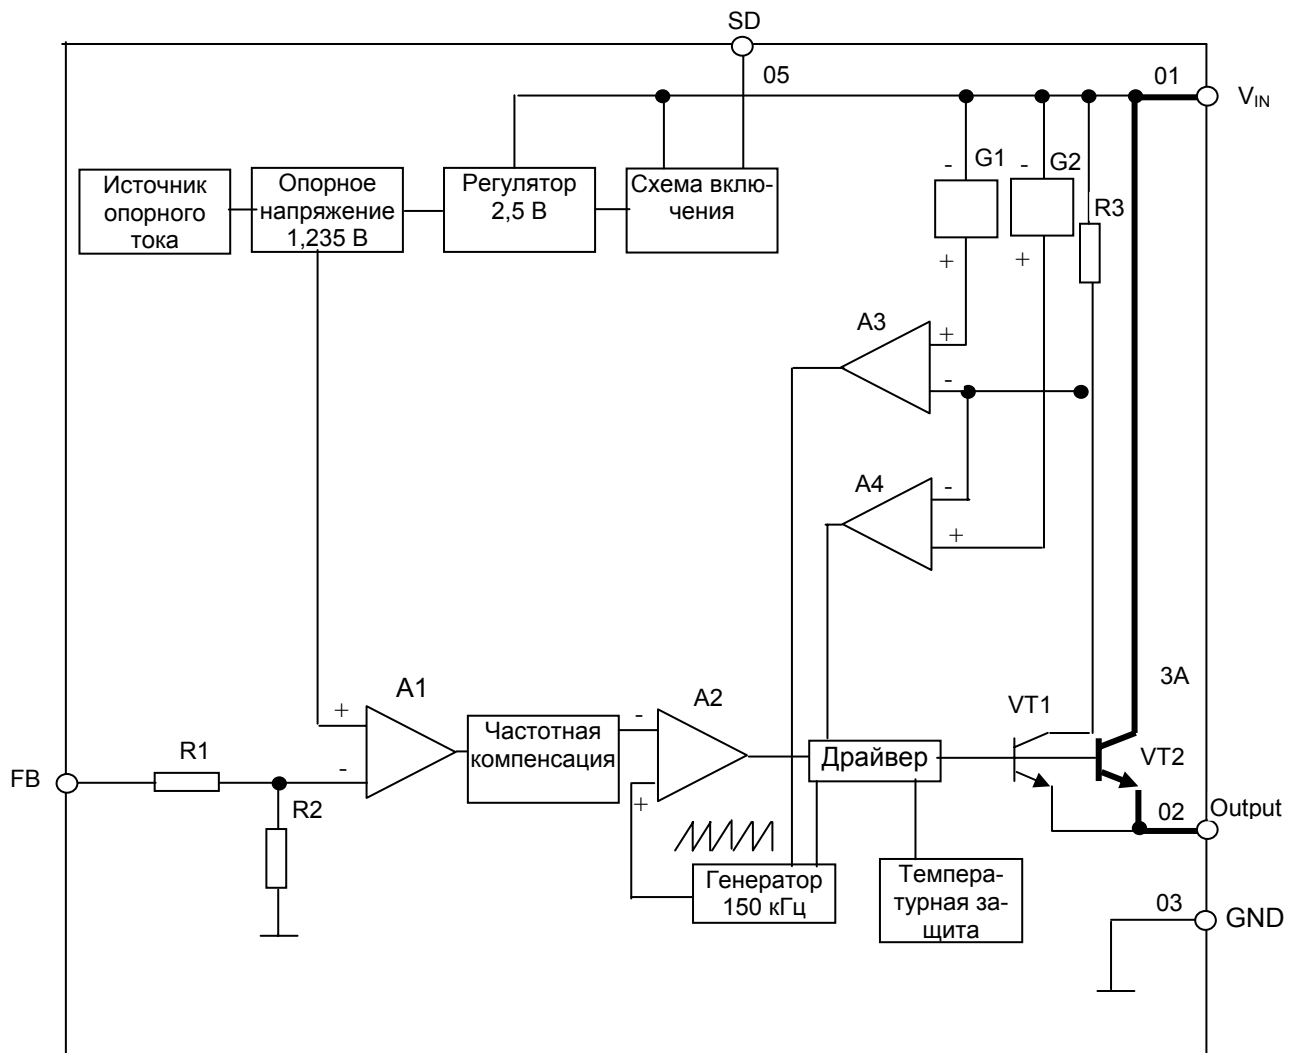 SD
05
01
V_IN
Источник
опорного
тока
Опорное
напряжение
1,235 В
Регулятор
2,5 В
Схема вклю-
чения
-
G1
-
G2
R3
+
+
A3
+
-
A4
-
+
3A
A1
A2
VT1
+
-
Частотная
компенсация
-
+
Драйвер
VT2
R1
FB
R2
02
Output
Генератор
150 кГц
Темпера-
турная за-
щита
03
GND